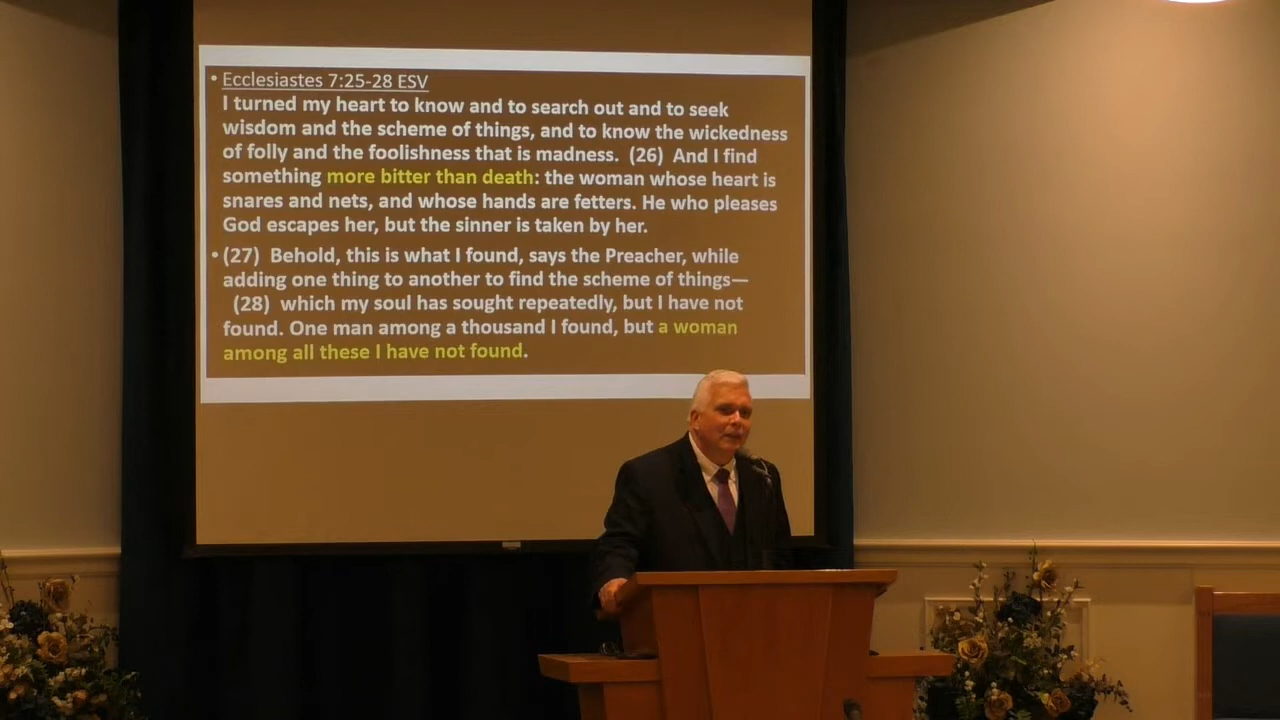 • Ecclesiastes 7:25-28 ESV
I turned my heart to know and to search out and to seek
wisdom and the scheme of things, and to know the wickedness
of folly and the foolishness that is madness. (26) And I find
something more bitter than death: the woman whose heart is
snares and nets, and whose hands are fetters. He who pleases
God escapes her, but the sinner is taken by her.
• (27) Behold, this is what I found, says the Preacher, while
adding one thing to another to find the scheme of things—
(28) which my soul has sought repeatedly, but I have not
found. One man among a thousand I found, but a woman
among all these I have not found.